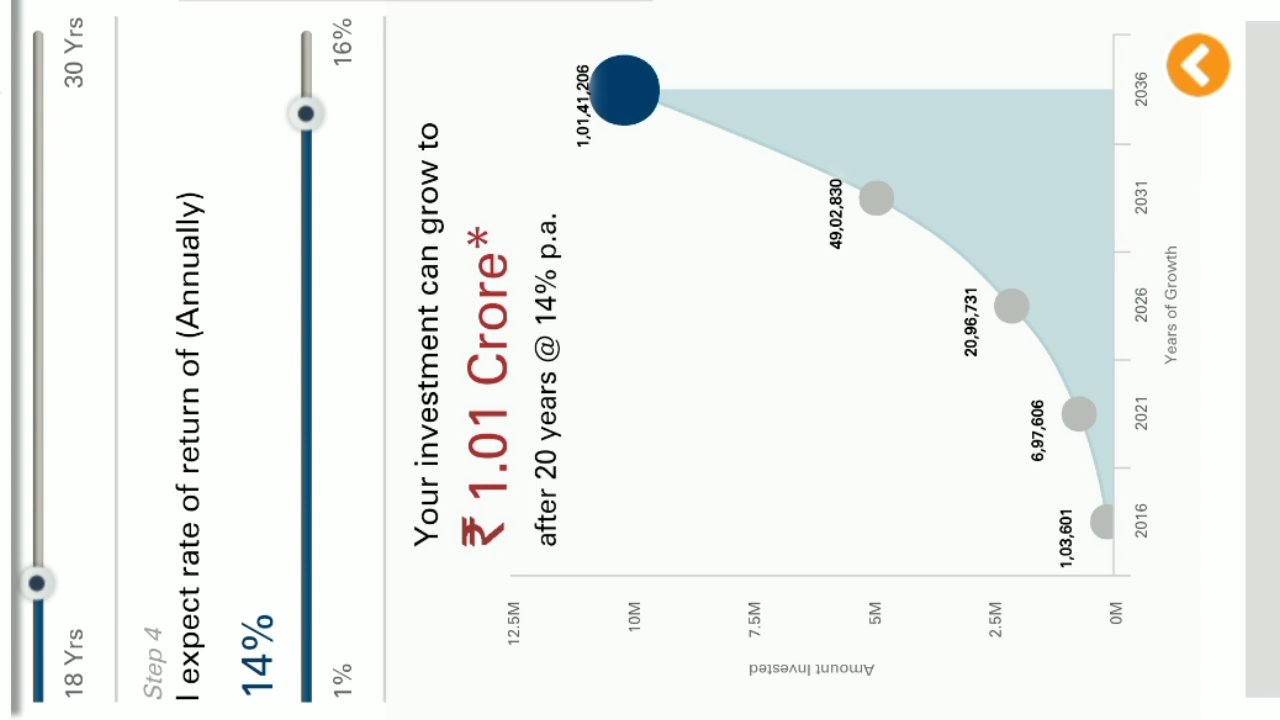 18 Yrs
30 Yrs
Step 4
I expect rate of return of (Annually)
14%
1%
16%
Your investment can grow to
₹ 1.01 Crore*
after 20 years @ 14% p.a.
12.5M
10M
7.5M
5M
2.5M
0M
Amount Invested
1,03,601
6,97,606
20,96,731
49,02,830
1,01,41,206
2016
2021
2026
2031
2036
Years of Growth